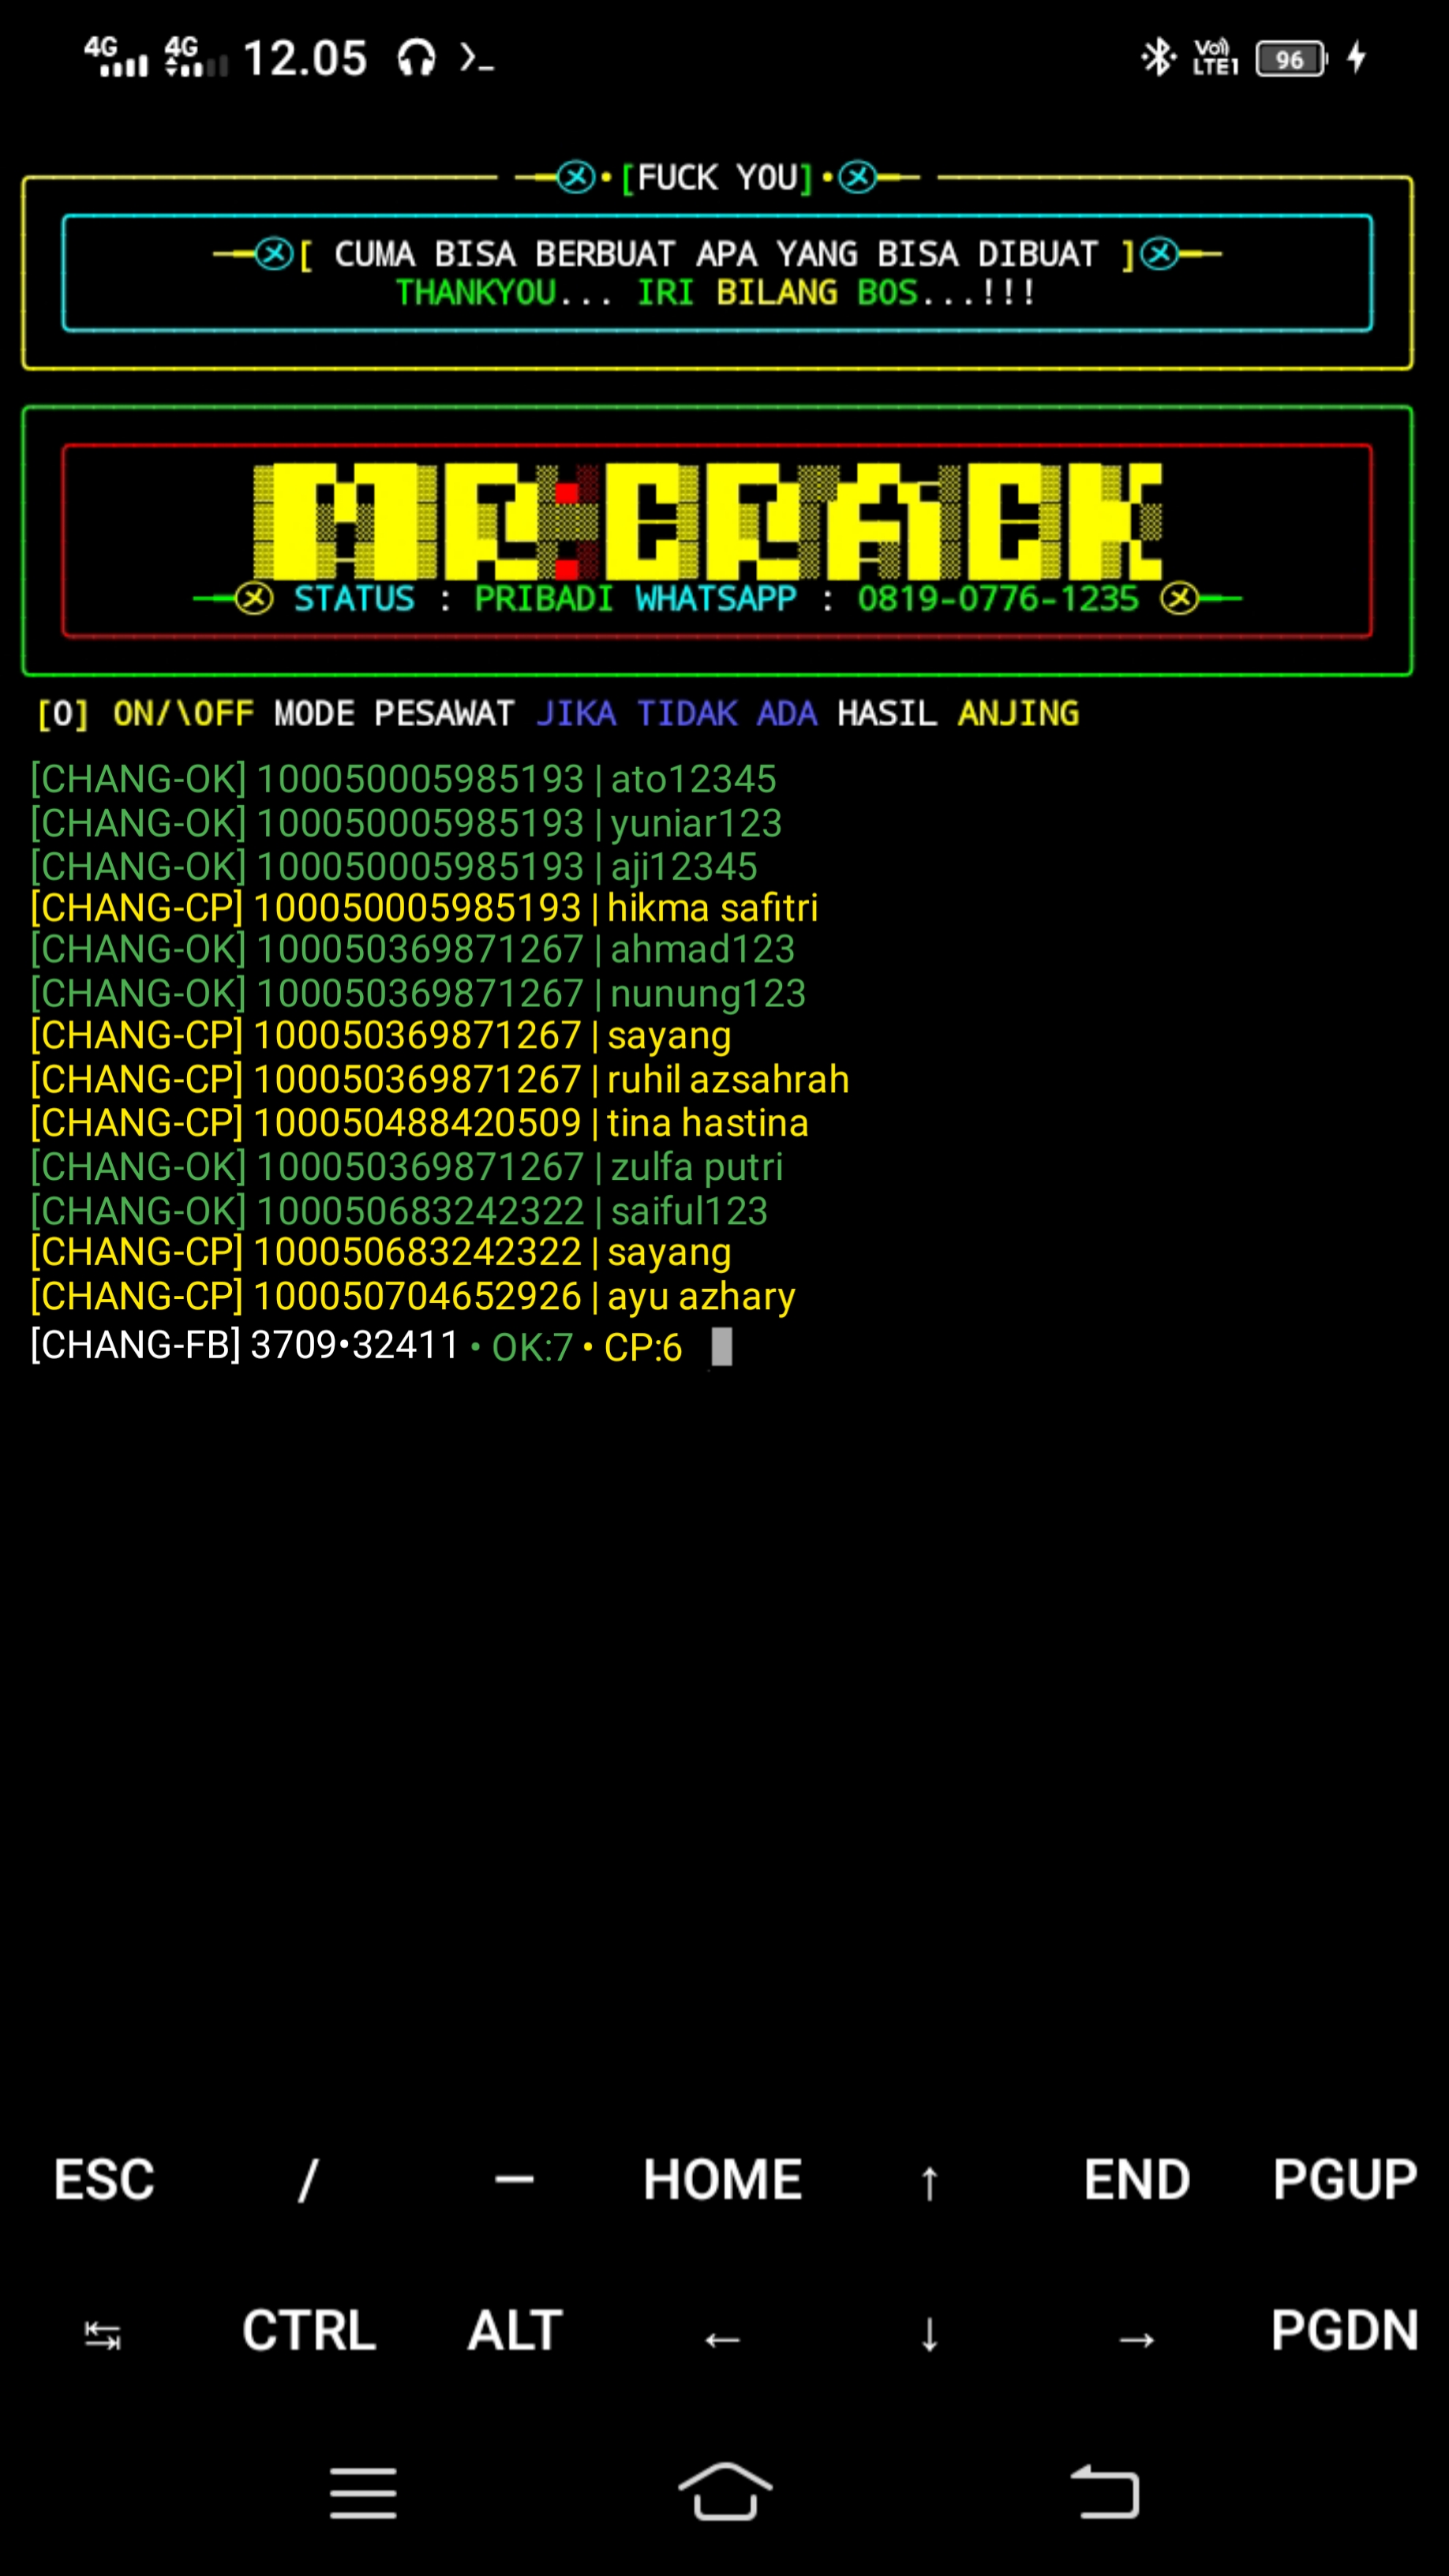 4G 4G 12.05 Vo) LTE1 96
[FUCK YOU]
[ CUMA BISA BERBUAT APA YANG BISA DIBUAT ]
THANKYOU... IRI BILANG BOS...!!!
MR:CRACK
STATUS : PRIBADI WHATSAPP : 0819-0776-1235
[0] ON/\OFF MODE PESAWAT JIKA TIDAK ADA HASIL ANJING
[CHANG-OK] 100050005985193 | ato12345
[CHANG-OK] 100050005985193 | yuniar123
[CHANG-OK] 100050005985193 | aji12345
[CHANG-CP] 100050005985193 | hikma safitri
[CHANG-OK] 100050369871267 | ahmad123
[CHANG-OK] 100050369871267 | nunung123
[CHANG-CP] 100050369871267 | sayang
[CHANG-CP] 100050369871267 | ruhil azsahrah
[CHANG-CP] 100050488420509 | tina hastina
[CHANG-OK] 100050369871267 | zulfa putri
[CHANG-OK] 100050683242322 | saiful123
[CHANG-CP] 100050683242322 | sayang
[CHANG-CP] 100050704652926 | ayu azhary
[CHANG-FB] 3709•32411 • OK:7 • CP:6
ESC / — HOME ↑ END PGUP
↹ CTRL ALT ← ↓ → PGDN